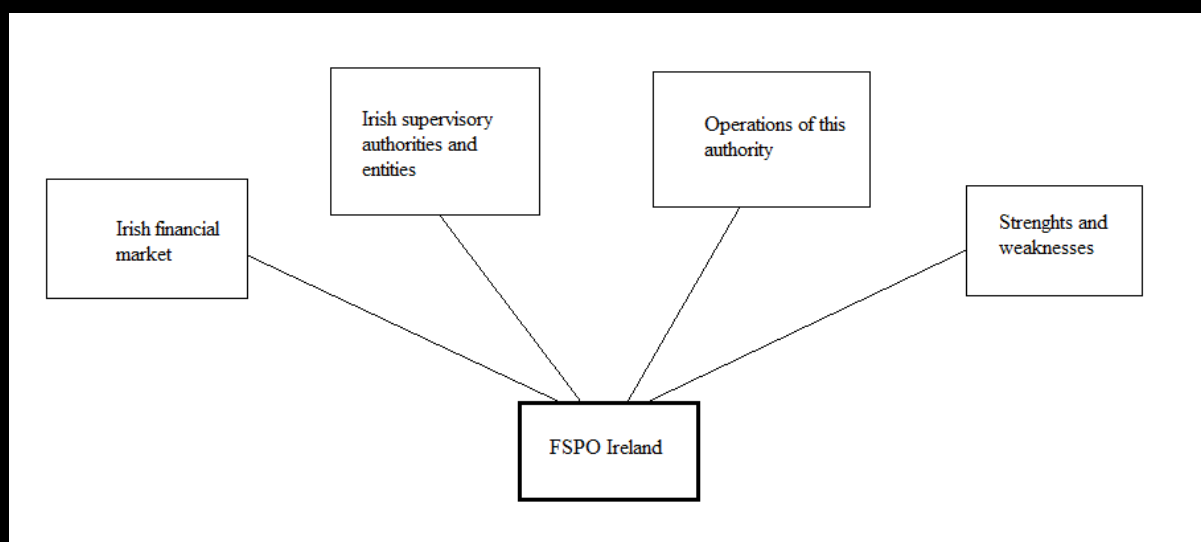 Irish financial
market
Irish supervisory
authorities and
entities
Operations of this
authority
Strenghts and
weaknesses
FSPO Ireland